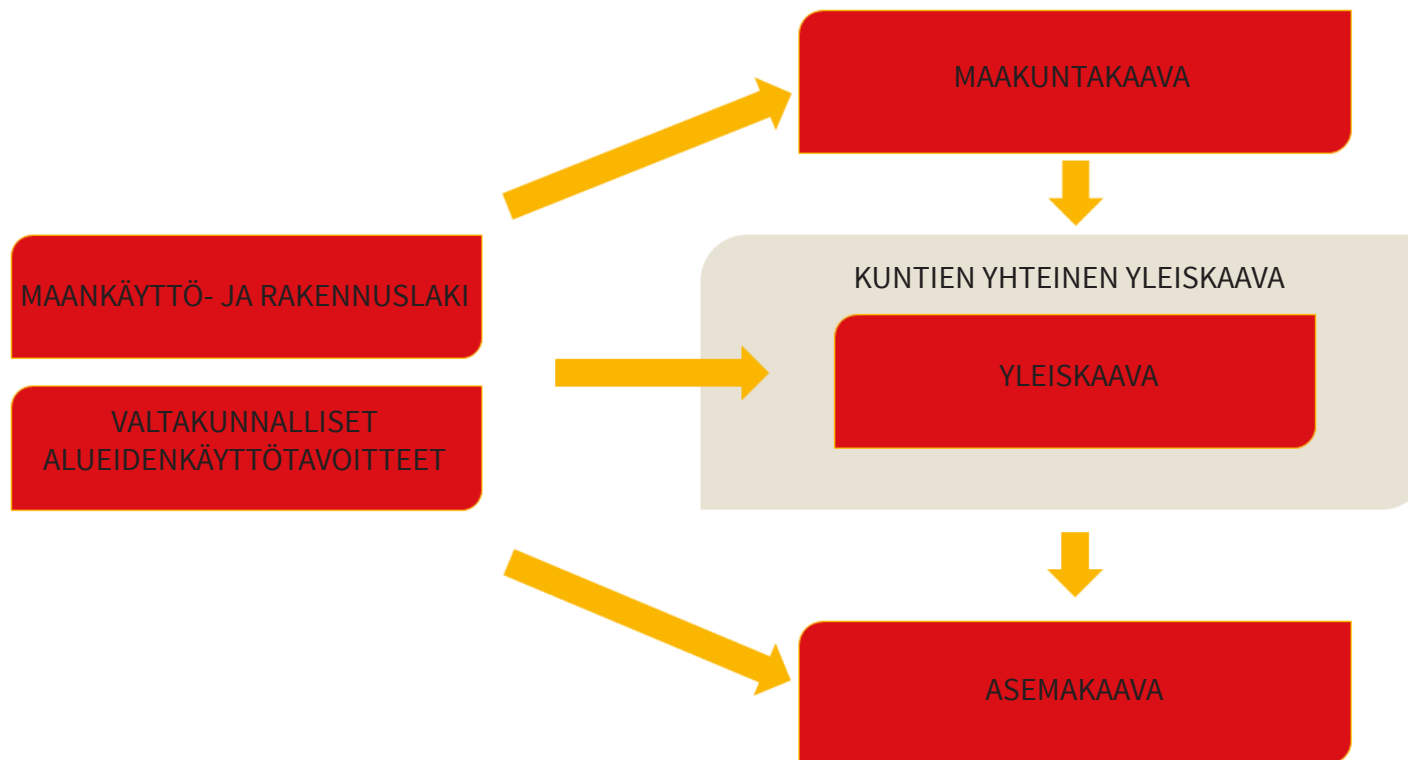 MAAKUNTAKAAVA
MAANKÄYTTÖ- JA RAKENNUSLAKI
VALTAKUNNALLISET
ALUEIDENKÄYTTÖTAVOITTEET
KUNTIEN YHTEINEN YLEISKAAVA
YLEISKAAVA
ASEMAKAAVA